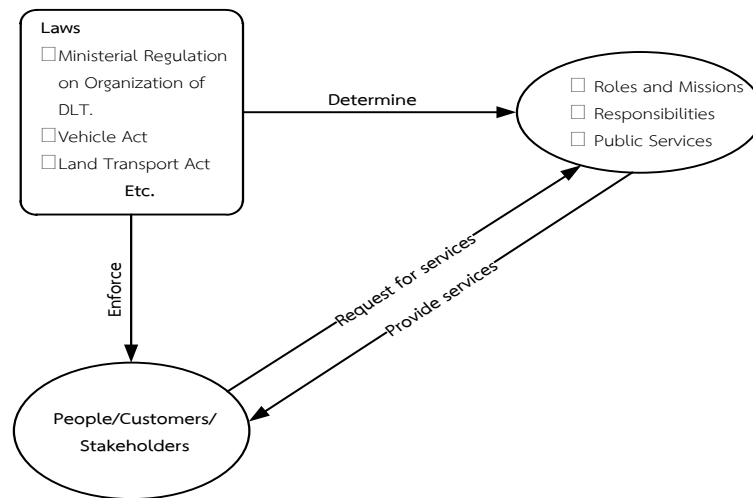 Laws
☐ Ministerial Regulation
on Organization of
DLT.
☐ Vehicle Act
☐ Land Transport Act
Etc.
Determine
☐ Roles and Missions
☐ Responsibilities
☐ Public Services
Enforce
Request for services
Provide services
People/Customers/
Stakeholders